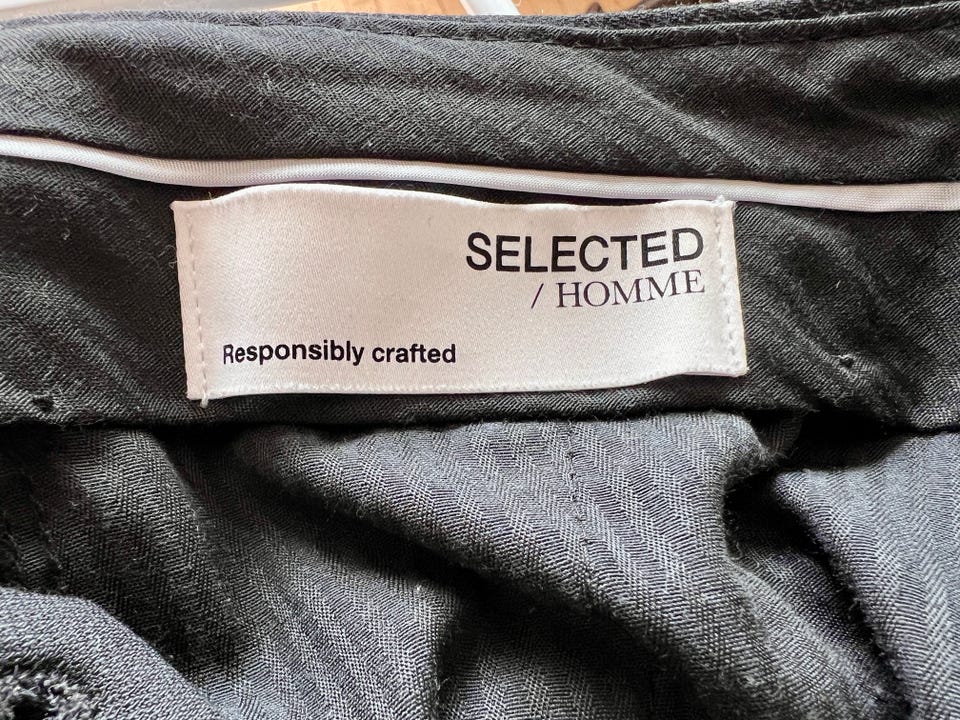 SELECTED
/ HOMME
Responsibly crafted